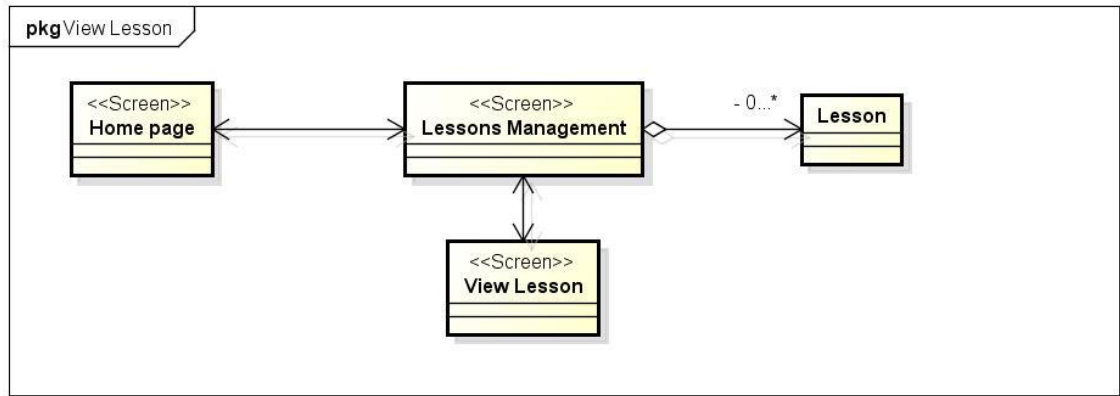 pkg View Lesson
<<Screen>>
Home page
<<Screen>>
Lessons Management
- 0...*
Lesson
<<Screen>>
View Lesson